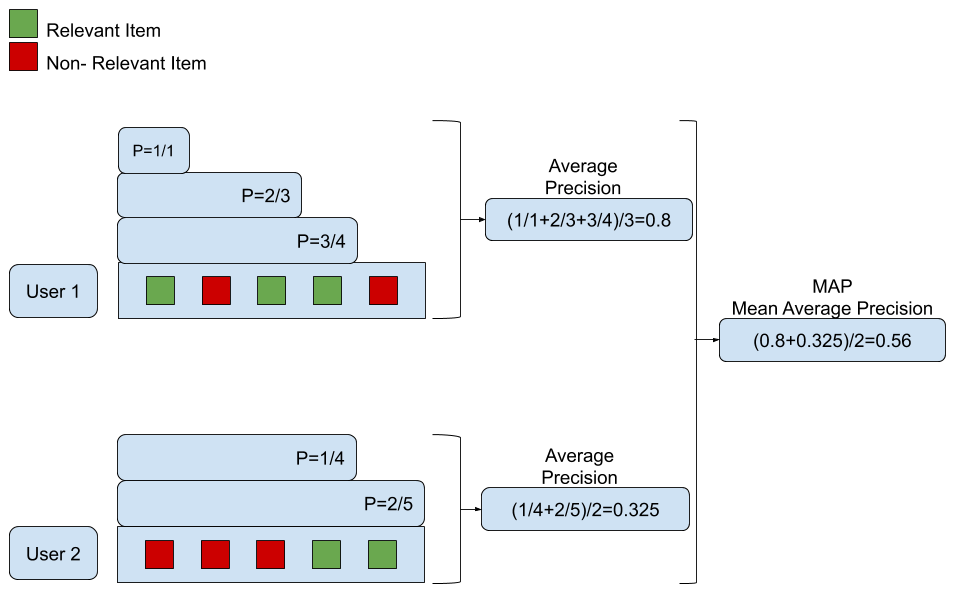 Relevant Item
Non- Relevant Item
P=1/1
P=2/3
P=3/4
User 1
Average
Precision
(1/1+2/3+3/4)/3=0.8
MAP
Mean Average Precision
(0.8+0.325)/2=0.56
P=1/4
P=2/5
User 2
Average
Precision
(1/4+2/5)/2=0.325